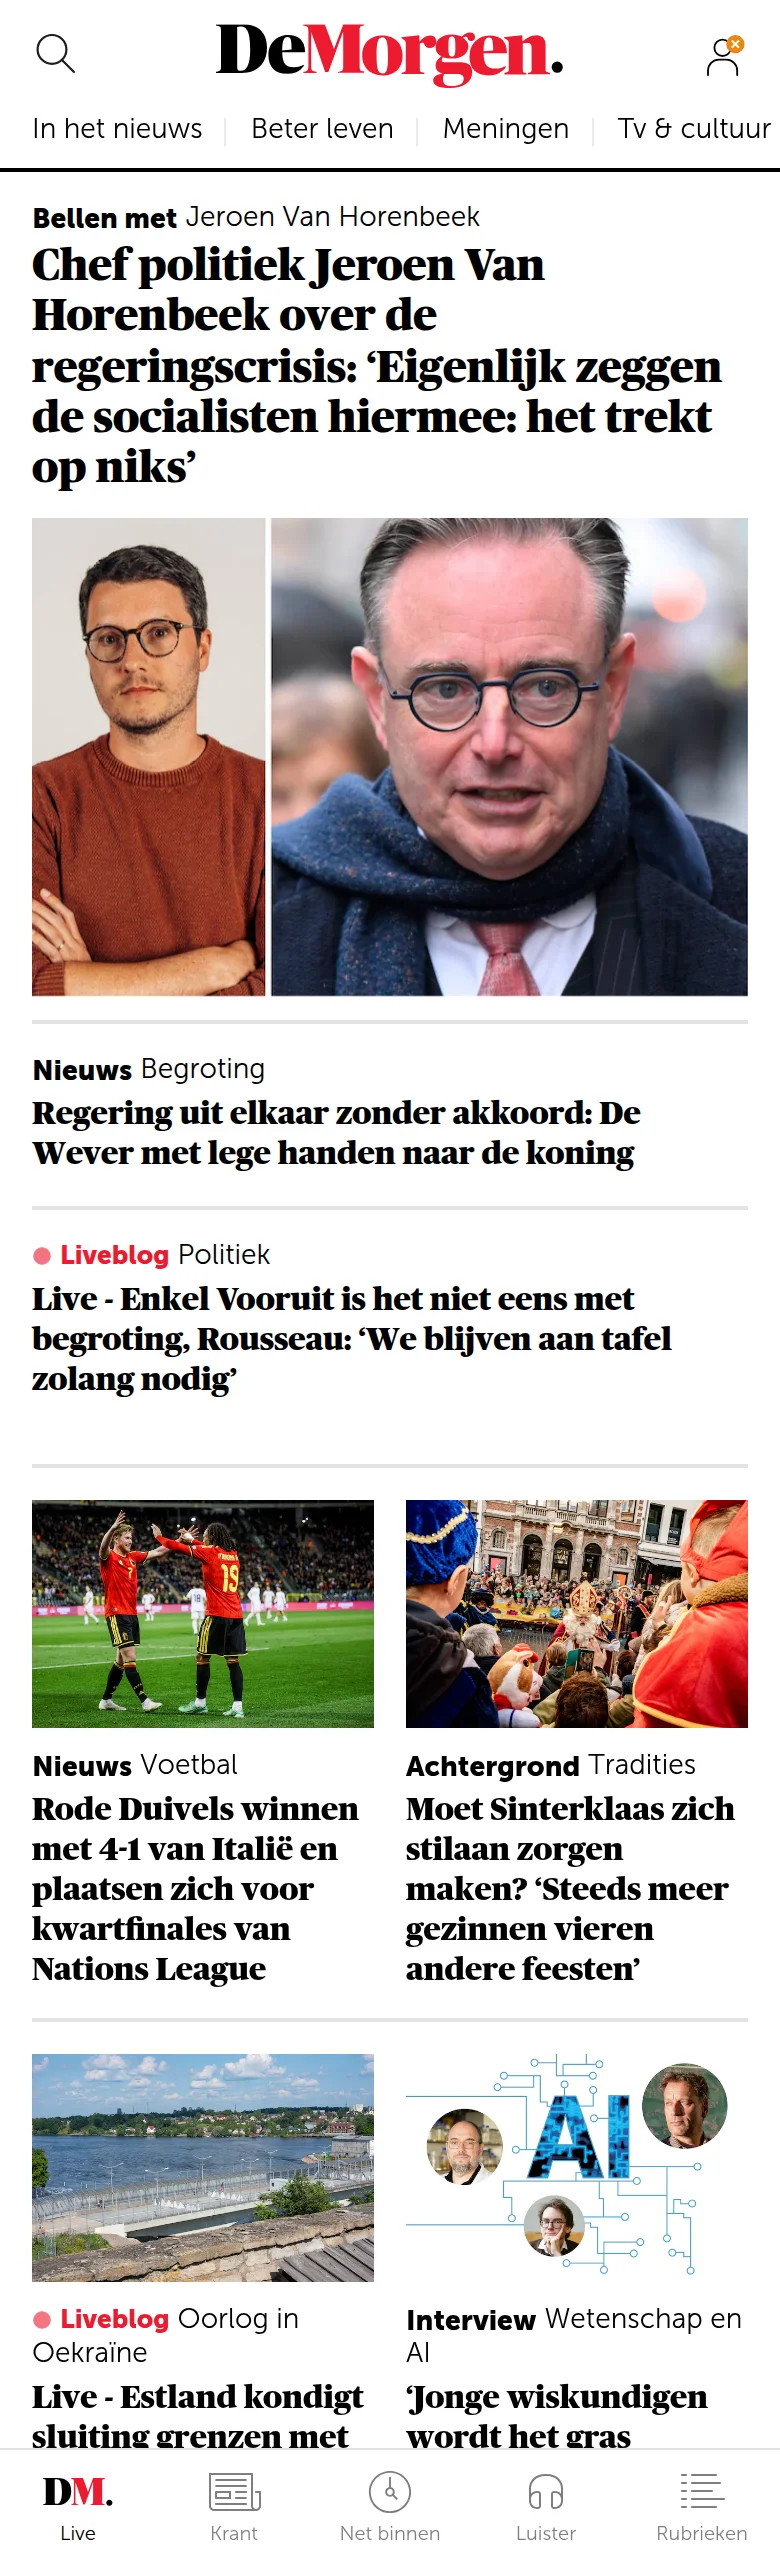 DeMorgen.
In het nieuws
Beter leven
Meningen
Tv & cultuur
Bellen met Jeroen Van Horenbeek
Chef politiek Jeroen Van
Horenbeek over de
regeringscrisis: ‘Eigenlijk zeggen
de socialisten hiermee: het trekt
op niks’
Nieuws Begroting
Regering uit elkaar zonder akkoord: De
Wever met lege handen naar de koning
Liveblog Politiek
Live - Enkel Vooruit is het niet eens met
begroting, Rousseau: ‘We blijven aan tafel
zolang nodig’
7
19
Nieuws Voetbal
Rode Duivels winnen
met 4-1 van Italië en
plaatsen zich voor
kwartfinales van
Nations League
Achtergrond Tradities
Moet Sinterklaas zich
stilaan zorgen
maken? ‘Steeds meer
gezinnen vieren
andere feesten’
AI
Liveblog Oorlog in
Oekraïne
Live - Estland kondigt
sluiting grenzen met
Interview Wetenschap en
AI
‘Jonge wiskundigen
wordt het gras
DM.
Live
Krant
Net binnen
Luister
Rubrieken